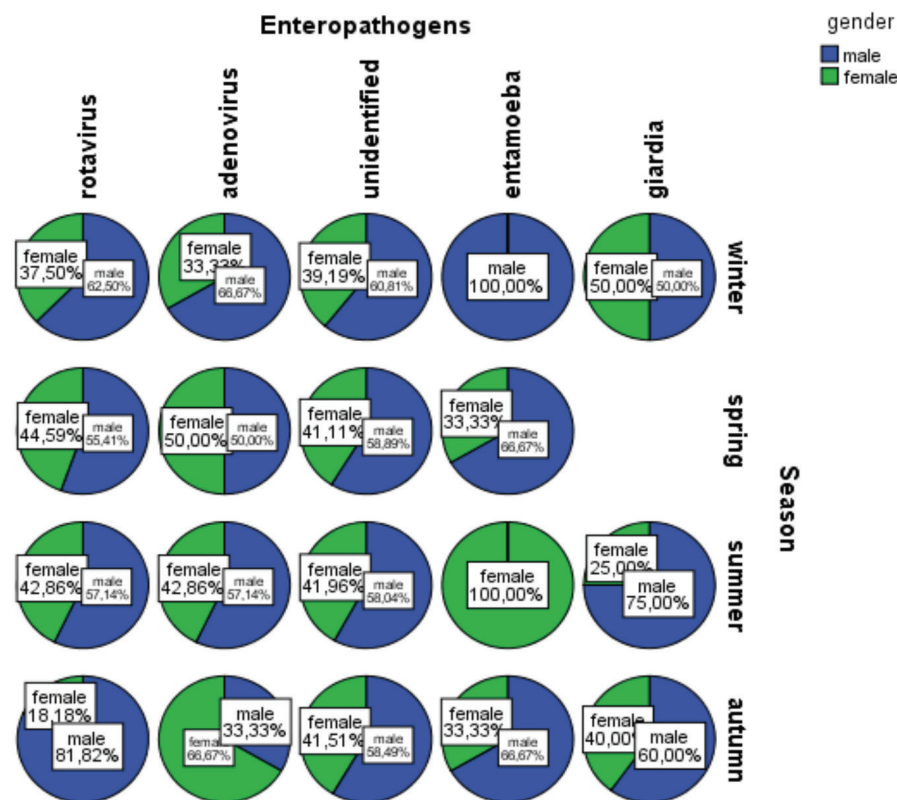 Enteropathogens
gender
male
female
rotavirus
adenovirus
unidentified
entamoeba
giardia
female
37,50%
male
62,50%
female
33,33%
male
66,67%
female
39,19%
male
60,81%
male
100,00%
female
50,00%
male
50,00%
winter
female
44,59%
male
55,41%
female
50,00%
male
50,00%
female
41,11%
male
58,89%
female
33,33%
male
66,67%
spring
Season
female
42,86%
male
57,14%
female
42,86%
male
57,14%
female
41,96%
male
58,04%
female
100,00%
female
25,00%
male
75,00%
summer
female
18,18%
male
81,82%
male
33,33%
female
66,67%
female
41,51%
male
58,49%
female
33,33%
male
66,67%
female
40,00%
male
60,00%
autumn